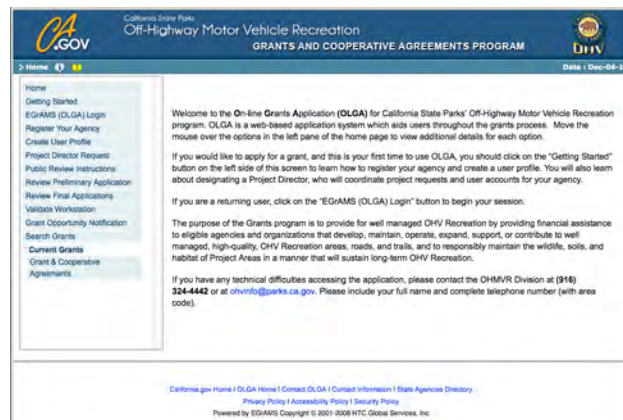 CA
.GOV
California State Parks
Off-Highway Motor Vehicle Recreation
GRANTS AND COOPERATIVE AGREEMENTS PROGRAM
OHV
Home
Date : Dec-04-
Home
Getting Started
EGrAMS (OLGA) Login
Register Your Agency
Create User Profile
Project Director Request
Public Review Instructions
Review Preliminary Application
Review Final Applications
Validate Workstation
Grant Opportunity Notification
Search Grants
Current Grants
Grant & Cooperative
Agreements
Welcome to the On-line Grants Application (OLGA) for California State Parks' Off-Highway Motor Vehicle Recreation
program. OLGA is a web-based application system which aids users throughout the grants process. Move the
mouse over the options in the left pane of the home page to view additional details for each option.
If you would like to apply for a grant, and this is your first time to use OLGA, you should click on the "Getting Started"
button on the left side of this screen to learn how to register your agency and create a user profile. You will also learn
about designating a Project Director, who will coordinate project requests and user accounts for your agency.
If you are a returning user, click on the "EGrAMS (OLGA) Login" button to begin your session.
The purpose of the Grants program is to provide for well managed OHV Recreation by providing financial assistance
to eligible agencies and organizations that develop, maintain, operate, expand, support, or contribute to well
managed, high-quality, OHV Recreation areas, roads, and trails, and to responsibly maintain the wildlife, soils, and
habitat of Project Areas in a manner that will sustain long-term OHV Recreation.
If you have any technical difficulties accessing the application, please contact the OHMVR Division at (916)
324-4442 or at ohvinfo@parks.ca.gov. Please include your full name and complete telephone number (with area
code).
California.gov Home | OLGA Home | Contact OLGA | Contact Information | State Agencies Directory
Privacy Policy | Accessibility Policy | Security Policy
Powered by EGrAMS Copyright © 2001-2008 HTC Global Services, Inc